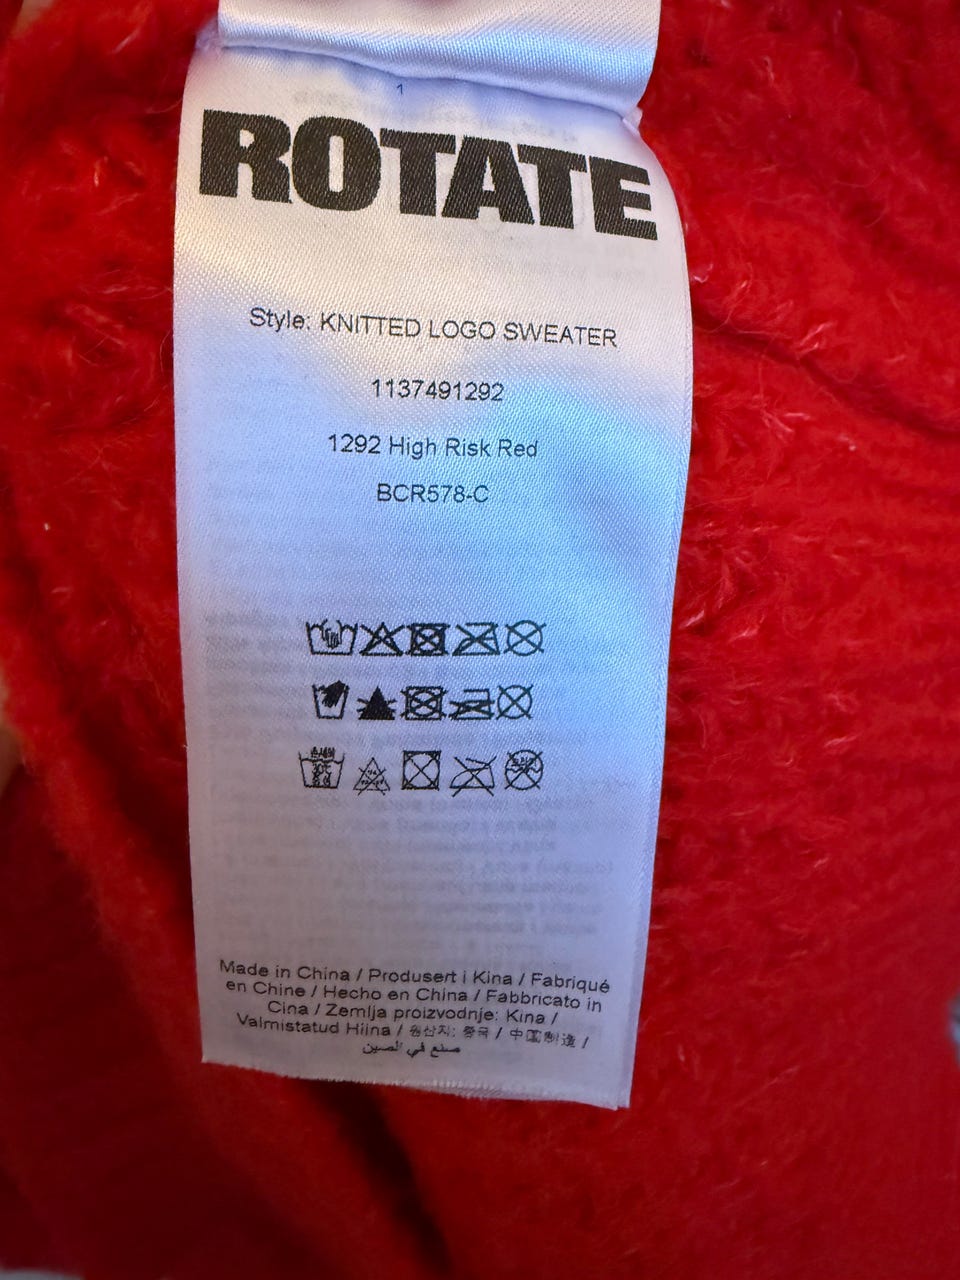 1
ROTATE
Style: KNITTED LOGO SWEATER
1137491292
1292 High Risk Red
BCR578-C
Made in China / Produsert i Kina / Fabriqué
en Chine / Hecho en China / Fabbricato in
Cina / Zemlja proizvodnje: Kina /
Valmistatud Hiina / 원산지: 중국 / 中国制造 /
صنع في الصين